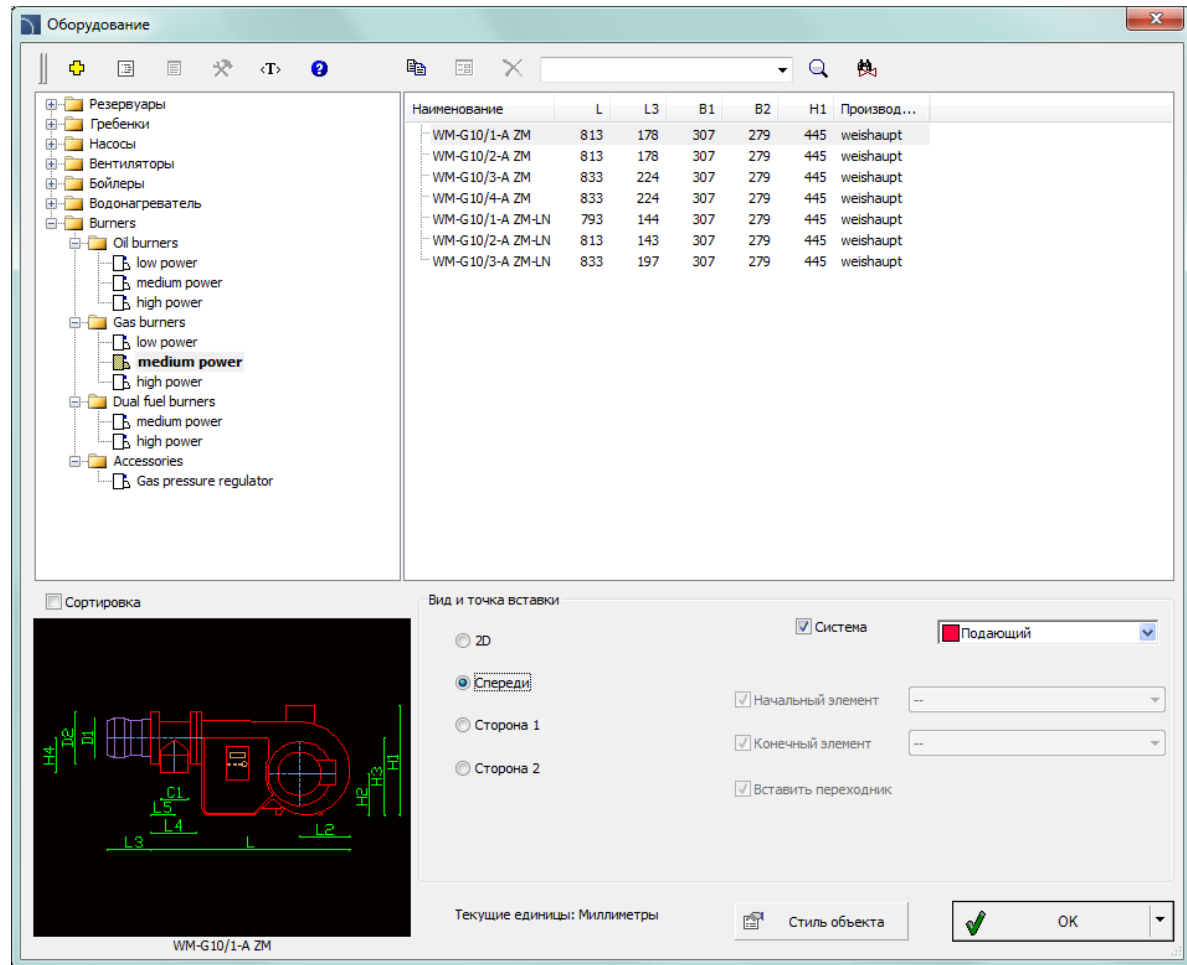 Оборудование
<T>
Резервуары
Гребенки
Насосы
Вентиляторы
Бойлеры
Водонагреватель
Burners
Oil burners
low power
medium power
high power
Gas burners
low power
medium power
high power
Dual fuel burners
medium power
high power
Accessories
Gas pressure regulator
Наименование L L3 B1 B2 H1 Производ...
WM-G10/1-A ZM 813 178 307 279 445 weishaupt
WM-G10/2-A ZM 813 178 307 279 445 weishaupt
WM-G10/3-A ZM 833 224 307 279 445 weishaupt
WM-G10/4-A ZM 833 224 307 279 445 weishaupt
WM-G10/1-A ZM-LN 793 144 307 279 445 weishaupt
WM-G10/2-A ZM-LN 813 143 307 279 445 weishaupt
WM-G10/3-A ZM-LN 833 197 307 279 445 weishaupt
Сортировка
H4 D2 D1
C1
L5
L4
L3 L L2
H2 H3 H1
WM-G10/1-A ZM
Вид и точка вставки
2D
Спереди
Сторона 1
Сторона 2
Система Подающий
Начальный элемент --
Конечный элемент --
Вставить переходник
Текущие единицы: Миллиметры
Стиль объекта
OK